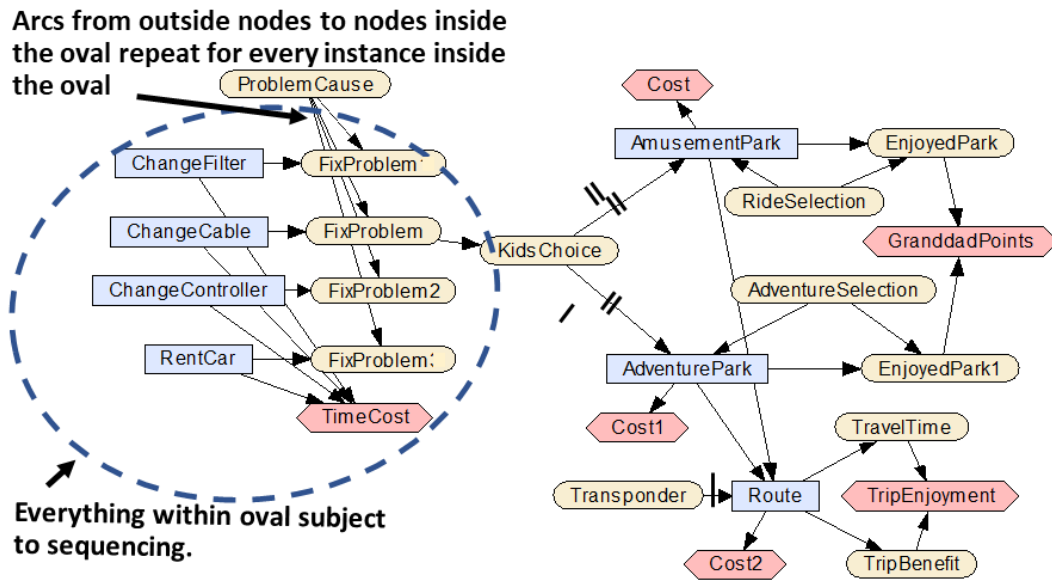 Arcs from outside nodes to nodes inside
the oval repeat for every instance inside
the oval
ProblemCause
Cost
ChangeFilter
FixProblem
AmusementPark
EnjoyedPark
RideSelection
ChangeCable
FixProblem
KidsChoice
GranddadPoints
ChangeController
FixProblem2
AdventureSelection
RentCar
FixProblem3
AdventurePark
EnjoyedPark1
TimeCost
Cost1
TravelTime
Transponder
Route
TripEnjoyment
Everything within oval subject
to sequencing.
Cost2
TripBenefit